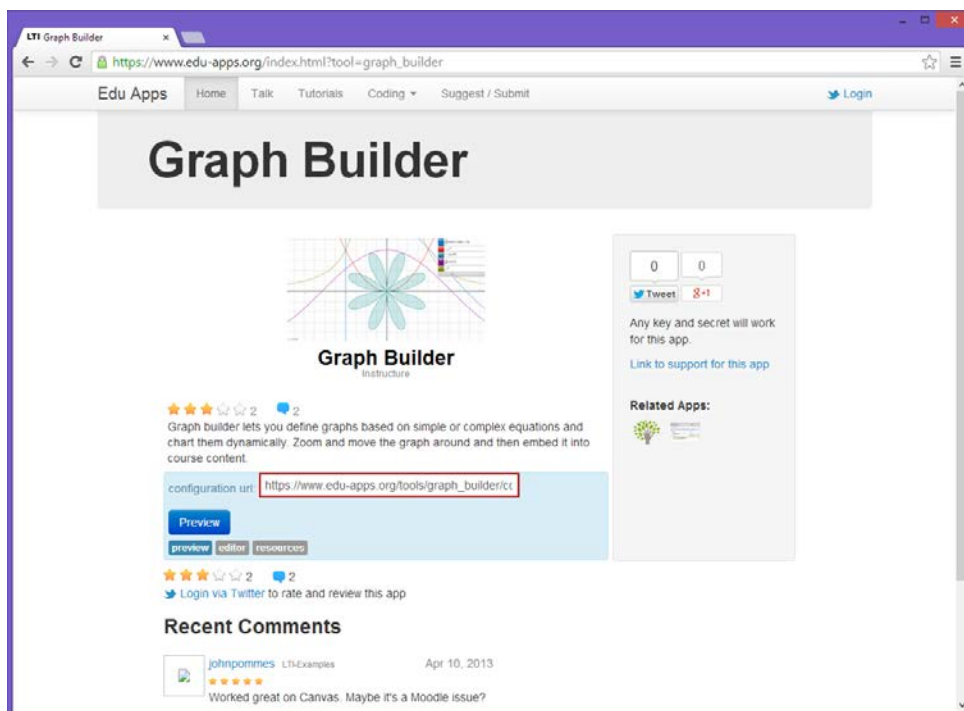 LTI Graph Builder
https://www.edu-apps.org/index.html?tool=graph_builder
Edu Apps Home Talk Tutorials Coding Suggest / Submit Login
Graph Builder
Graph Builder
Instructure
0 0
Tweet +1
Any key and secret will work
for this app.
Link to support for this app
Related Apps:
2 2
Graph builder lets you define graphs based on simple or complex equations and
chart them dynamically. Zoom and move the graph around and then embed it into
course content.
configuration url: https://www.edu-apps.org/tools/graph_builder/cc
Preview
preview editor resources
2 2
Login via Twitter to rate and review this app
Recent Comments
johnpommes LTI-Examples Apr 10, 2013
Worked great on Canvas. Maybe it's a Moodle issue?